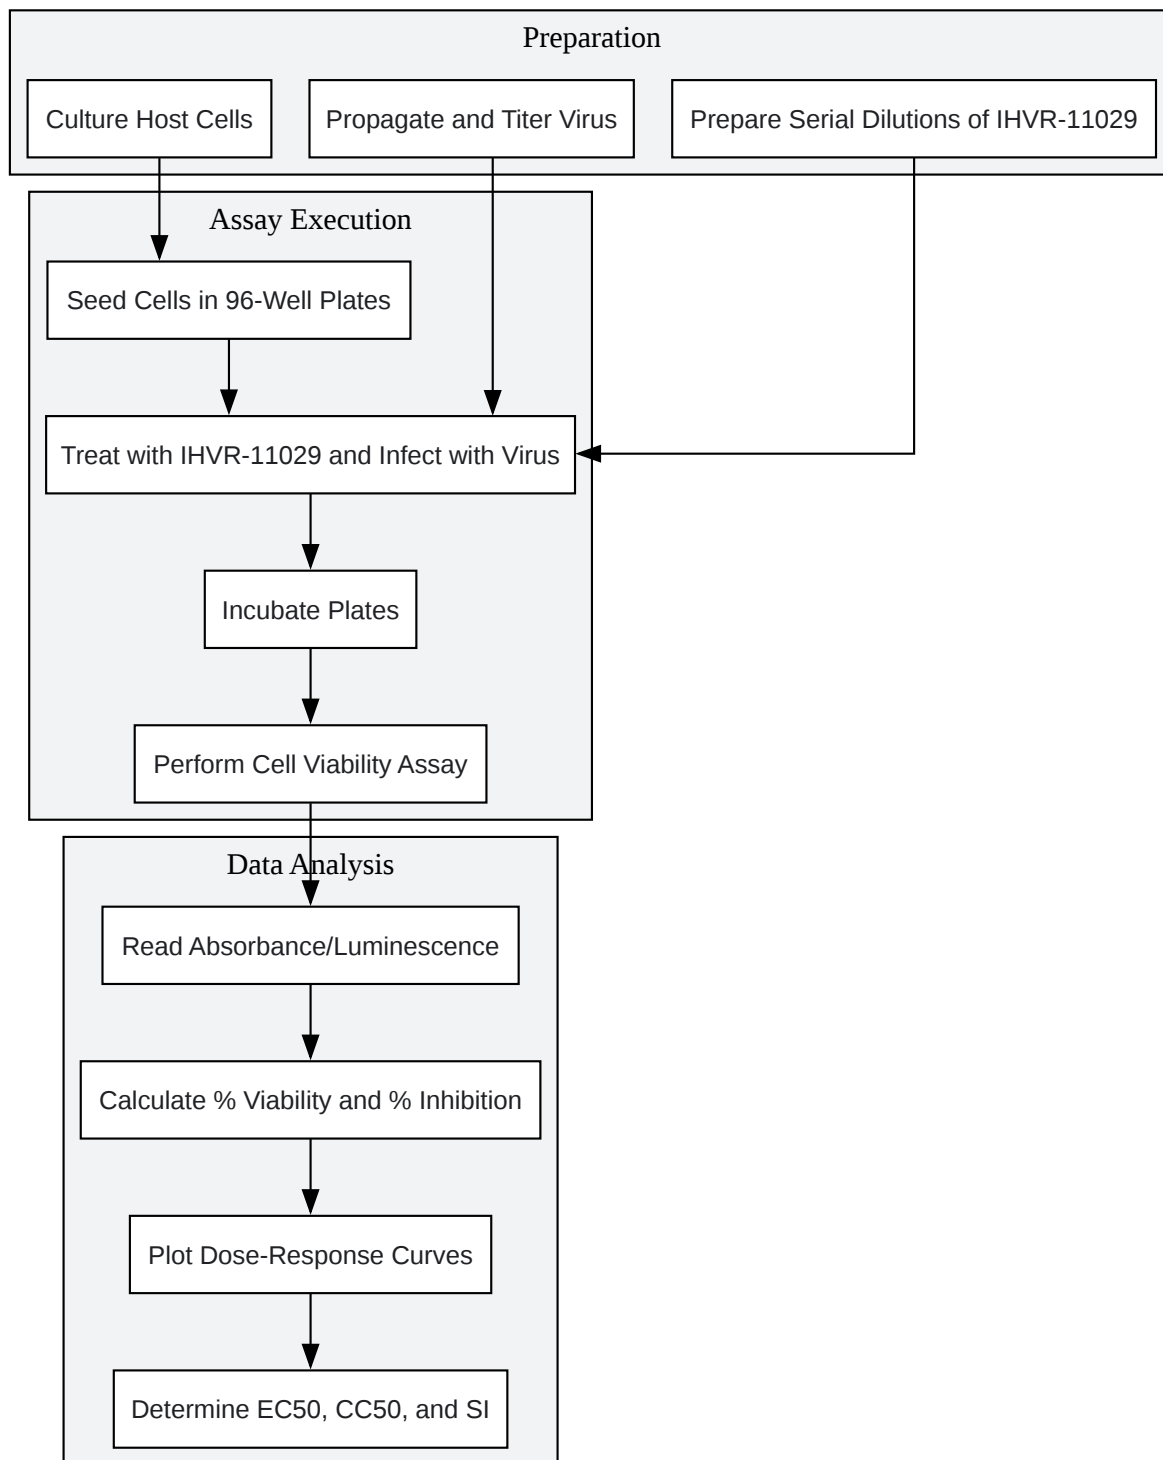 Preparation
Culture Host Cells
Propagate and Titer Virus
Prepare Serial Dilutions of IHVR-11029
Assay Execution
Seed Cells in 96-Well Plates
Treat with IHVR-11029 and Infect with Virus
Incubate Plates
Perform Cell Viability Assay
Data Analysis
Read Absorbance/Luminescence
Calculate % Viability and % Inhibition
Plot Dose-Response Curves
Determine EC50, CC50, and SI